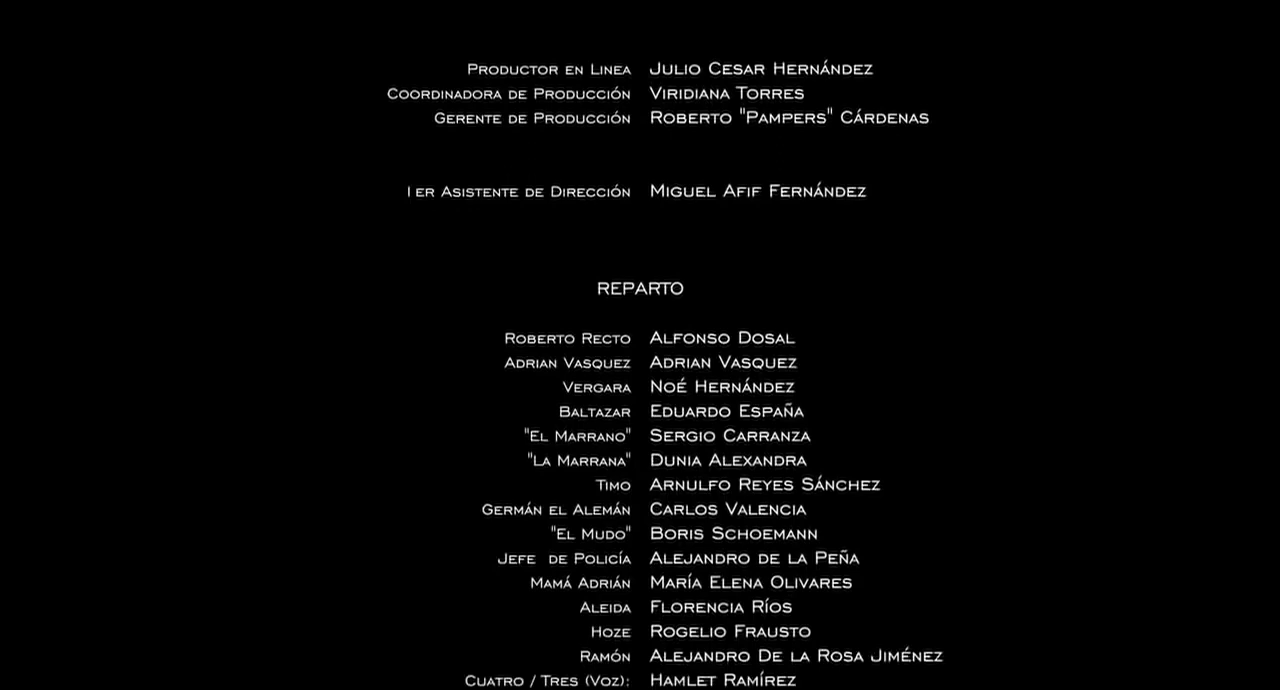 Productor en Linea Julio Cesar Hernández
Coordinadora de Producción Viridiana Torres
Gerente de Producción Roberto "Pampers" Cárdenas
1er Asistente de Dirección Miguel Afif Fernández
REPARTO
Roberto Recto Alfonso Dosal
Adrian Vasquez Adrian Vasquez
Vergara Noé Hernández
Baltazar Eduardo España
"El Marrano" Sergio Carranza
"La Marrana" Dunia Alexandra
Timo Arnulfo Reyes Sánchez
Germán el Alemán Carlos Valencia
"El Mudo" Boris Schoemann
Jefe de Policía Alejandro de la Peña
Mamá Adrián María Elena Olivares
Aleida Florencia Ríos
Hoze Rogelio Frausto
Ramón Alejandro De la Rosa Jiménez
Cuatro / Tres (Voz): Hamlet Ramírez